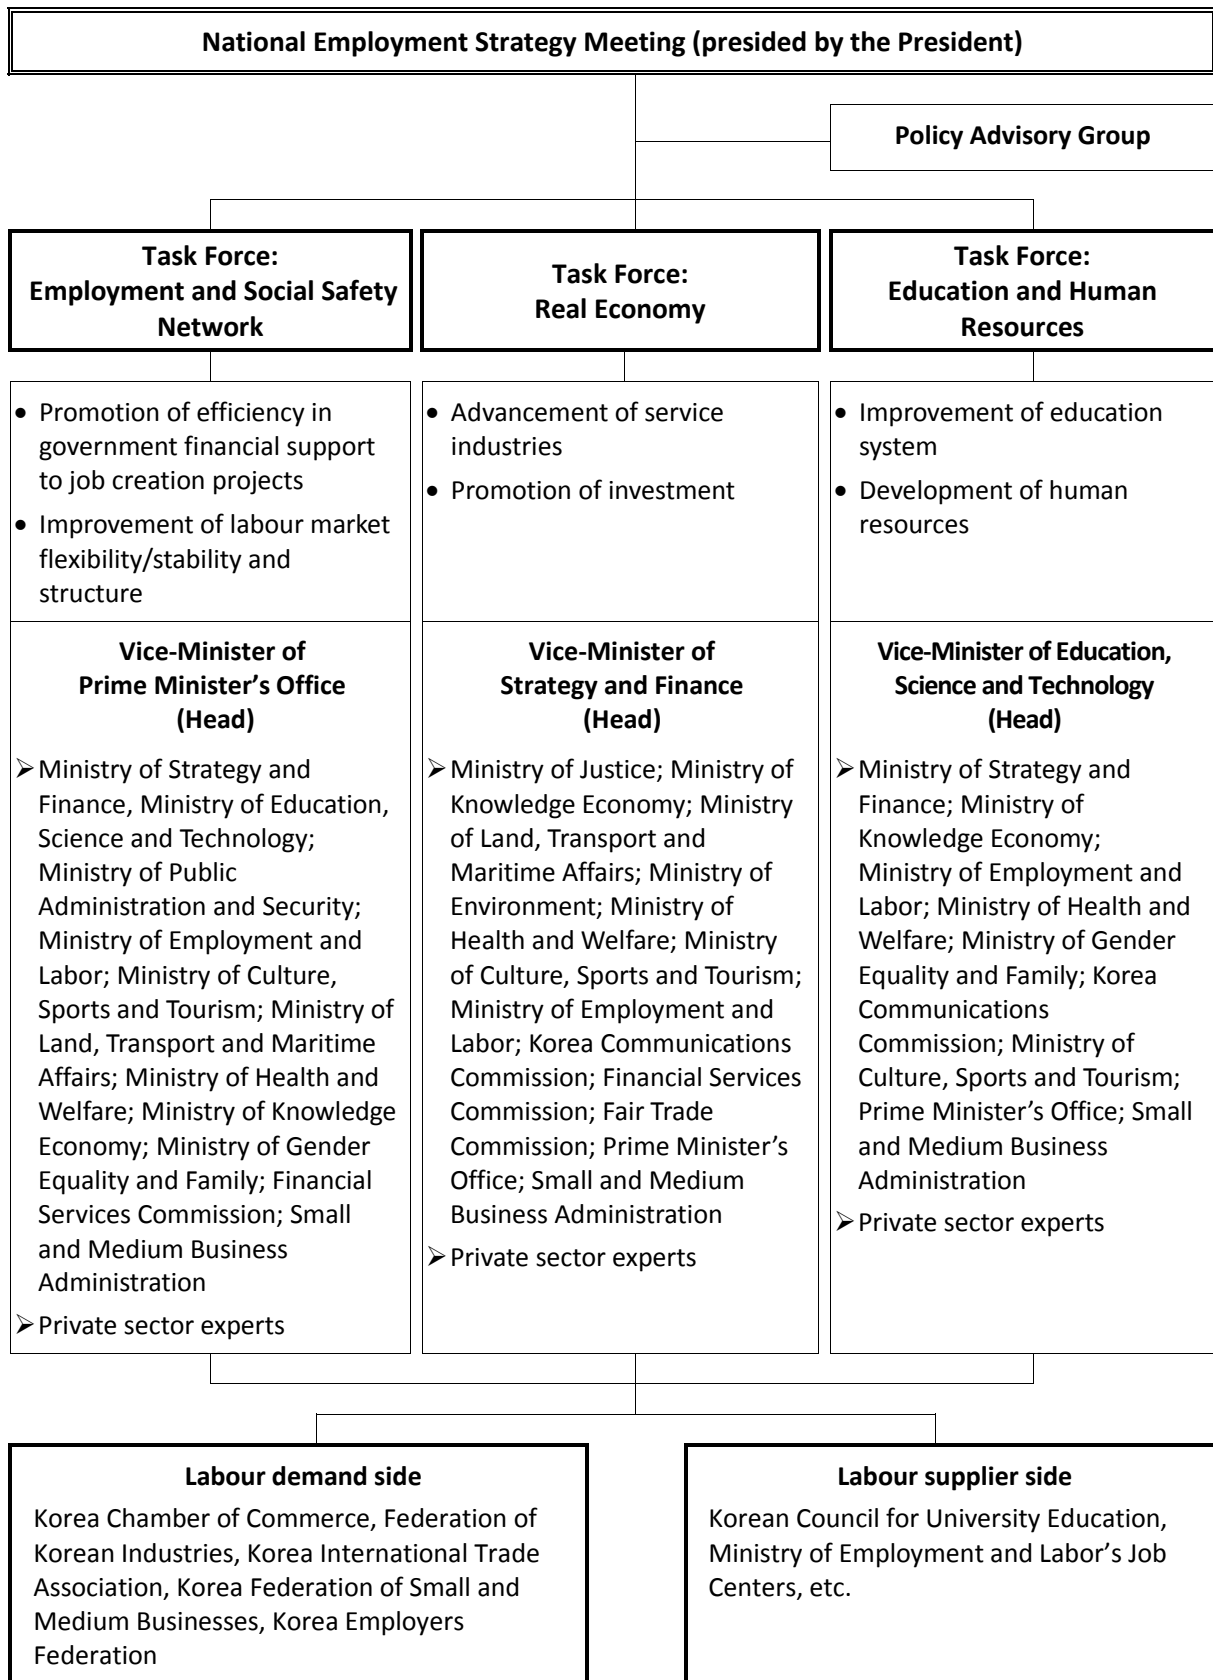 National Employment Strategy Meeting (presided by the President)
Policy Advisory Group
Task Force:
Employment and Social Safety
Network
Task Force:
Real Economy
Task Force:
Education and Human
Resources
• Promotion of efficiency in
government financial support
to job creation projects
• Improvement of labour market
flexibility/stability and
structure
• Advancement of service
industries
• Promotion of investment
• Improvement of education
system
• Development of human
resources
Vice-Minister of
Prime Minister’s Office
(Head)
➢ Ministry of Strategy and
Finance, Ministry of Education,
Science and Technology;
Ministry of Public
Administration and Security;
Ministry of Employment and
Labor; Ministry of Culture,
Sports and Tourism; Ministry of
Land, Transport and Maritime
Affairs; Ministry of Health and
Welfare; Ministry of Knowledge
Economy; Ministry of Gender
Equality and Family; Financial
Services Commission; Small
and Medium Business
Administration
➢ Private sector experts
Vice-Minister of
Strategy and Finance
(Head)
➢ Ministry of Justice; Ministry of
Knowledge Economy; Ministry
of Land, Transport and
Maritime Affairs; Ministry of
Environment; Ministry of
Health and Welfare; Ministry
of Culture, Sports and Tourism;
Ministry of Employment and
Labor; Korea Communications
Commission; Financial Services
Commission; Fair Trade
Commission; Prime Minister’s
Office; Small and Medium
Business Administration
➢ Private sector experts
Vice-Minister of Education,
Science and Technology
(Head)
➢ Ministry of Strategy and
Finance; Ministry of
Knowledge Economy;
Ministry of Employment and
Labor; Ministry of Health and
Welfare; Ministry of Gender
Equality and Family; Korea
Communications
Commission; Ministry of
Culture, Sports and Tourism;
Prime Minister’s Office; Small
and Medium Business
Administration
➢ Private sector experts
Labour demand side
Korea Chamber of Commerce, Federation of
Korean Industries, Korea International Trade
Association, Korea Federation of Small and
Medium Businesses, Korea Employers
Federation
Labour supplier side
Korean Council for University Education,
Ministry of Employment and Labor’s Job
Centers, etc.